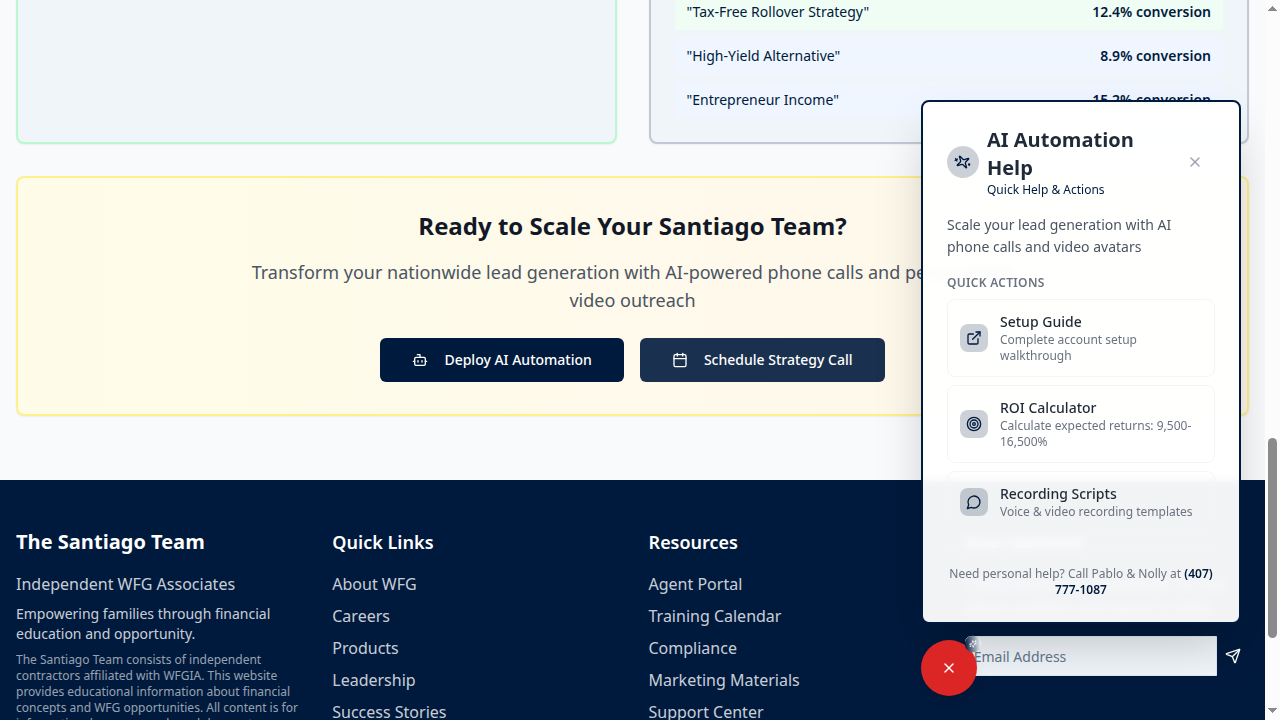 "Tax-Free Rollover Strategy" 12.4% conversion
"High-Yield Alternative" 8.9% conversion
"Entrepreneur Income" 15.2% conversion
Ready to Scale Your Santiago Team?
Transform your nationwide lead generation with AI-powered phone calls and
video outreach
Deploy AI Automation
Schedule Strategy Call
AI Automation
Help
Quick Help & Actions
Scale your lead generation with AI
phone calls and video avatars
QUICK ACTIONS
Setup Guide
Complete account setup
walkthrough
ROI Calculator
Calculate expected returns: 9,500-
16,500%
Recording Scripts
Voice & video recording templates
Need personal help? Call Pablo & Nolly at (407)
777-1087
The Santiago Team
Independent WFG Associates
Empowering families through financial
education and opportunity.
The Santiago Team consists of independent
contractors affiliated with WFGIA. This website
provides educational information about financial
concepts and WFG opportunities. All content is for
Quick Links
About WFG
Careers
Products
Leadership
Success Stories
Resources
Agent Portal
Training Calendar
Compliance
Marketing Materials
Support Center
Email Address